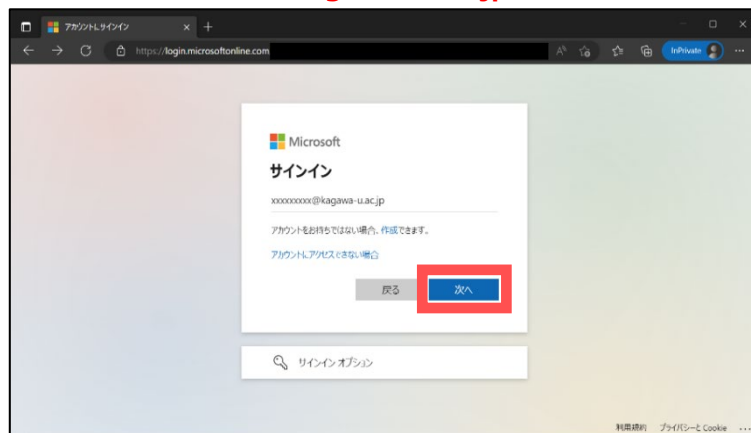 アカウントにサインイン
https://login.microsoftonline.com
InPrivate
Microsoft
サインイン
xxxxxxxxx@kagawa-u.ac.jp
アカウントをお持ちではない場合、作成できます。
アカウントにアクセスできない場合
戻る 次へ
サインイン オプション
利用規約 プライバシーと Cookie ...